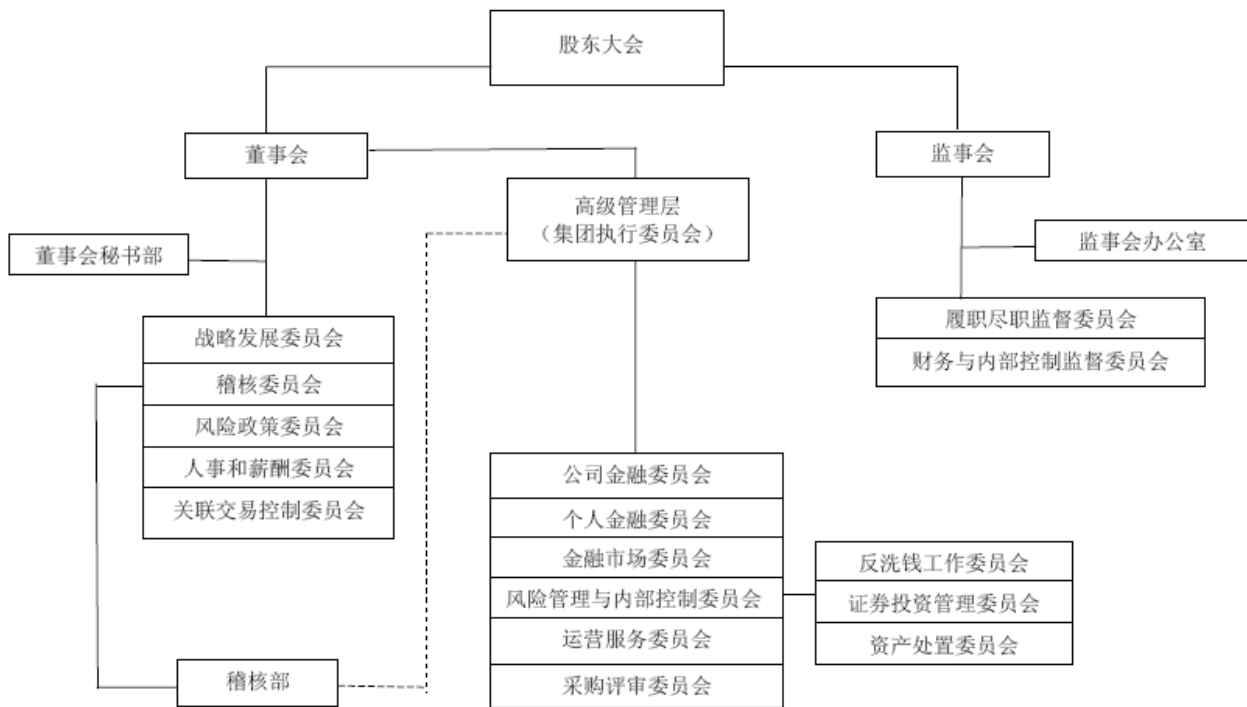 股东大会
董事会
监事会
高级管理层
（集团执行委员会）
董事会秘书部
监事会办公室
战略发展委员会
稽核委员会
风险政策委员会
人事和薪酬委员会
关联交易控制委员会
履职尽职监督委员会
财务与内部控制监督委员会
公司金融委员会
个人金融委员会
金融市场委员会
风险管理与内部控制委员会
运营服务委员会
采购评审委员会
反洗钱工作委员会
证券投资管理委员会
资产处置委员会
稽核部